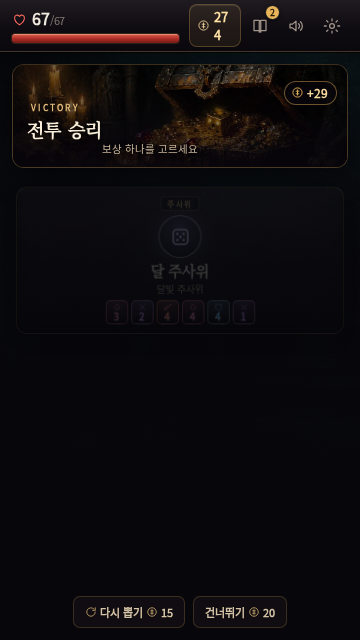 67/67
27
4
2
VICTORY
전투 승리
보상 하나를 고르세요
+29
주사위
달 주사위
달빛 주사위
3 2 4 4 4 1
다시 뽑기 15
건너뛰기 20